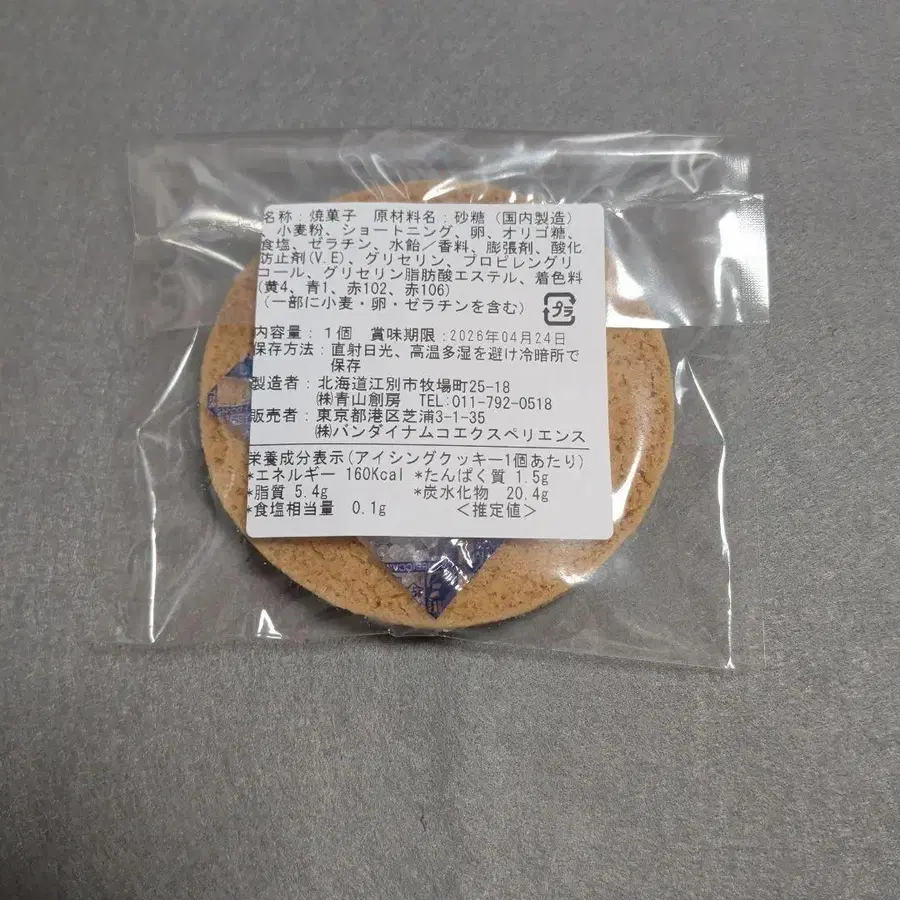 名称：焼菓子　原材料名：砂糖（国内製造）
、小麦粉、ショートニング、卵、オリゴ糖、
食塩、ゼラチン、水飴／香料、膨張剤、酸化
防止剤(V.E)、グリセリン、プロピレングリ
コール、グリセリン脂肪酸エステル、着色料
(黄4、青1、赤102、赤106)
(一部に小麦・卵・ゼラチンを含む)
プラ
内容量：１個　賞味期限：2026年04月24日
保存方法：直射日光、高温多湿を避け冷暗所で
保存
製造者：北海道江別市牧場町25-18
㈱青山創房　TEL:011-792-0518
販売者：東京都港区芝浦3-1-35
㈱バンダイナムコエクスペリエンス
栄養成分表示(アイシングクッキー1個あたり)
*エネルギー 160Kcal *たんぱく質 1.5g
*脂質 5.4g　*炭水化物 20.4g
*食塩相当量 0.1g　＜推定値＞